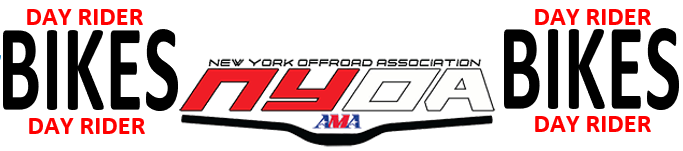 DAY RIDER
BIKES
DAY RIDER
NEW YORK OFFROAD ASSOCIATION
NYOA
AMA
DAY RIDER
BIKES
DAY RIDER